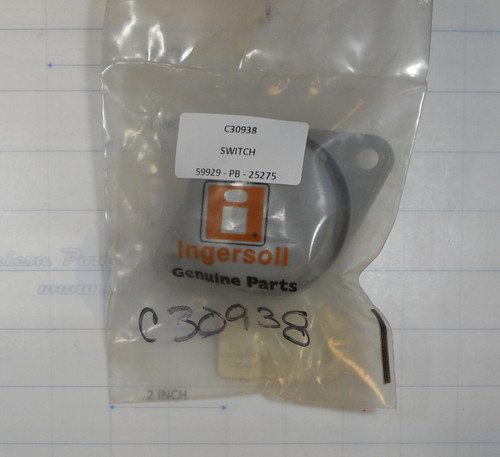 C30938
SWITCH
59929 - PB - 25275
Ingersoll
Genuine Parts
C30938
2 INCH